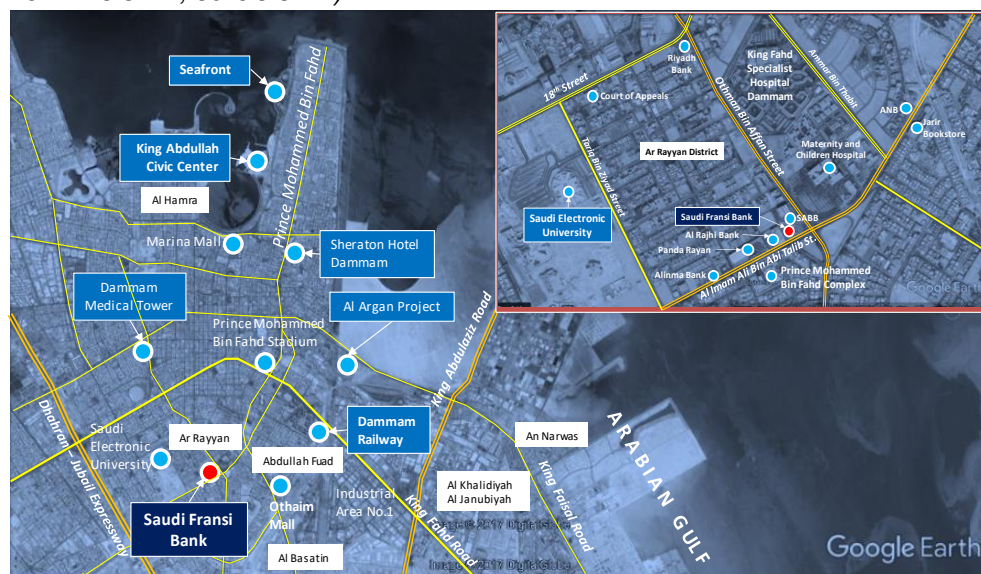 Seafront
King Abdullah
Civic Center
Al Hamra
Prince Mohammed Bin Fahd
Marina Mall
Sheraton Hotel
Dammam
Dammam
Medical Tower
Prince Mohammed
Bin Fahd Stadium
Al Argan Project
King Abdulaziz Road
Dhahran – Jubail Expressway
Saudi
Electronic
University
Ar Rayyan
Abdullah Fuad
Dammam
Railway
An Narwas
Al Khalidiyah
Al Janubiyah
King Faisal Road
King Fahd Road
Industrial
Area No.1
Othaim
Mall
Saudi Fransi
Bank
Al Basatin
ARABIAN GULF
Google Earth
18th Street
Riyadh
Bank
Court of Appeals
King Fahd
Specialist
Hospital
Dammam
Ammar Bin Thabit
Othman Bin Affan Street
ANB
Jarir
Bookstore
Tariq Bin Ziyad Street
Ar Rayyan District
Maternity and
Children Hospital
Saudi Electronic
University
Saudi Fransi Bank
SABB
Al Rajhi Bank
Panda Rayan
Al Imam Ali Bin Abi Talib St.
Alinma Bank
Prince Mohammed
Bin Fahd Complex
Google Earth